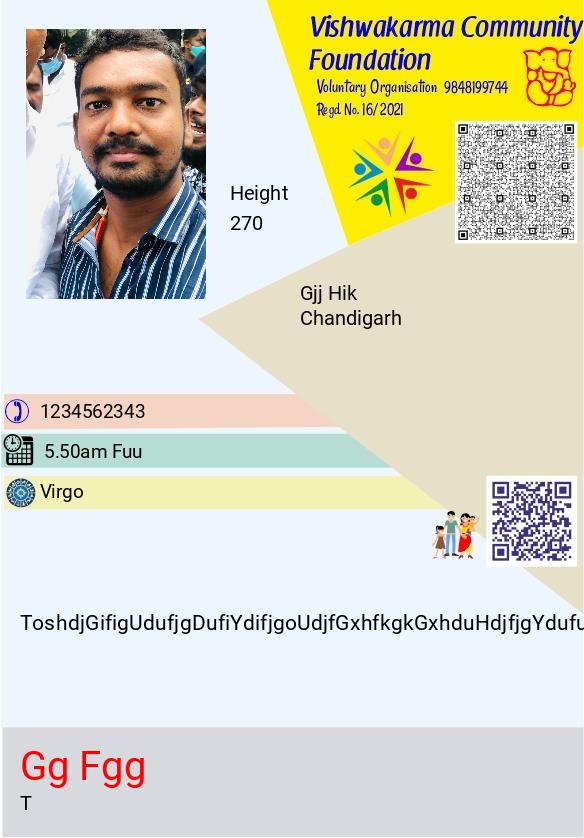 Vishwakarma Community
Foundation
Voluntary Organisation 9848199744
Regd. No. 16/2021
Height
270
Gjj Hik
Chandigarh
1234562343
5.50am Fuu
Virgo
ToshdjGifigUdufjgDufiYdifjgoUdjfGxhfkgkGxhduHdjfjgYdufu
Gg Fgg
T